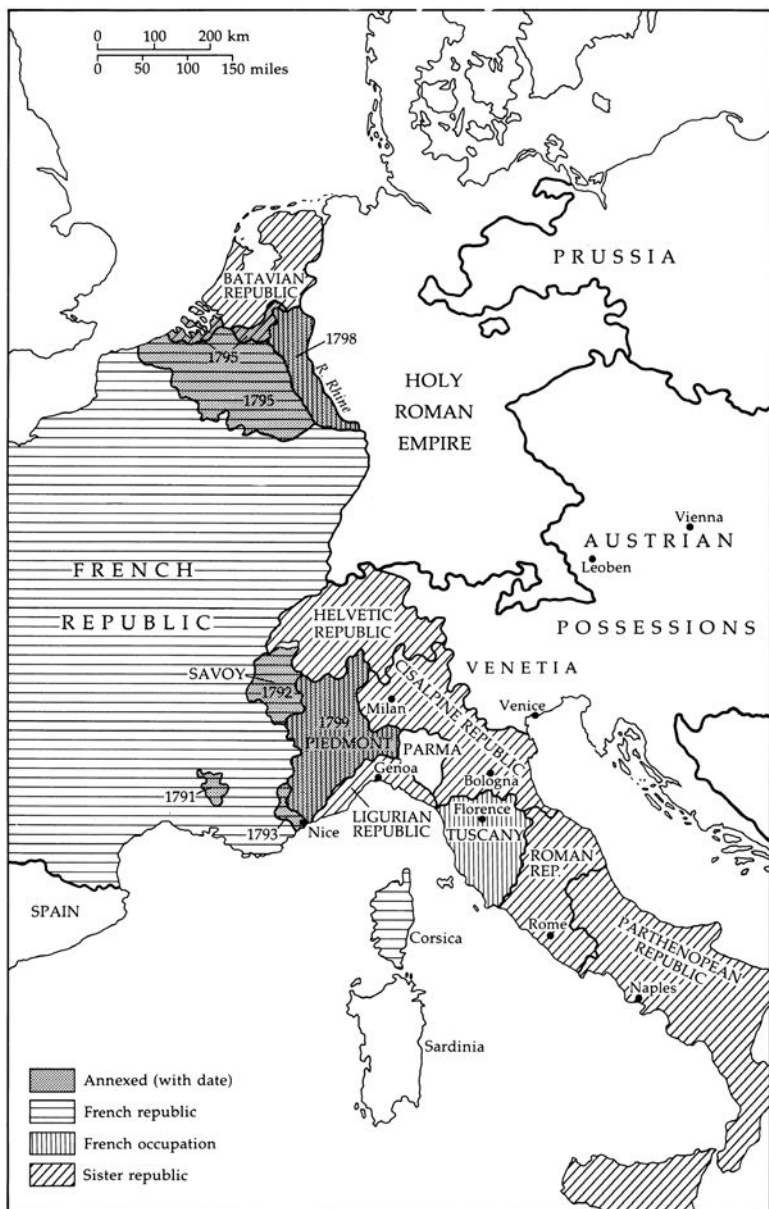 0 100 200 km
0 50 100 150 miles
PRUSSIA
BATAVIAN
REPUBLIC
1798
1795
R. Rhine
1795
HOLY
ROMAN
EMPIRE
Vienna
AUSTRIAN
Leoben
POSSESSIONS
FRENCH
REPUBLIC
HELVETIC
REPUBLIC
SAVOY
1792
VENETIA
CISALPINE REPUBLIC
Milan
Venice
1799
PIEDMONT
PARMA
Genoa
Bologna
1791
1793
Nice
LIGURIAN
REPUBLIC
Florence
TUSCANY
ROMAN
REP.
SPAIN
Corsica
Rome
PARTHENOPEAN
REPUBLIC
Naples
Sardinia
Annexed (with date)
French republic
French occupation
Sister republic